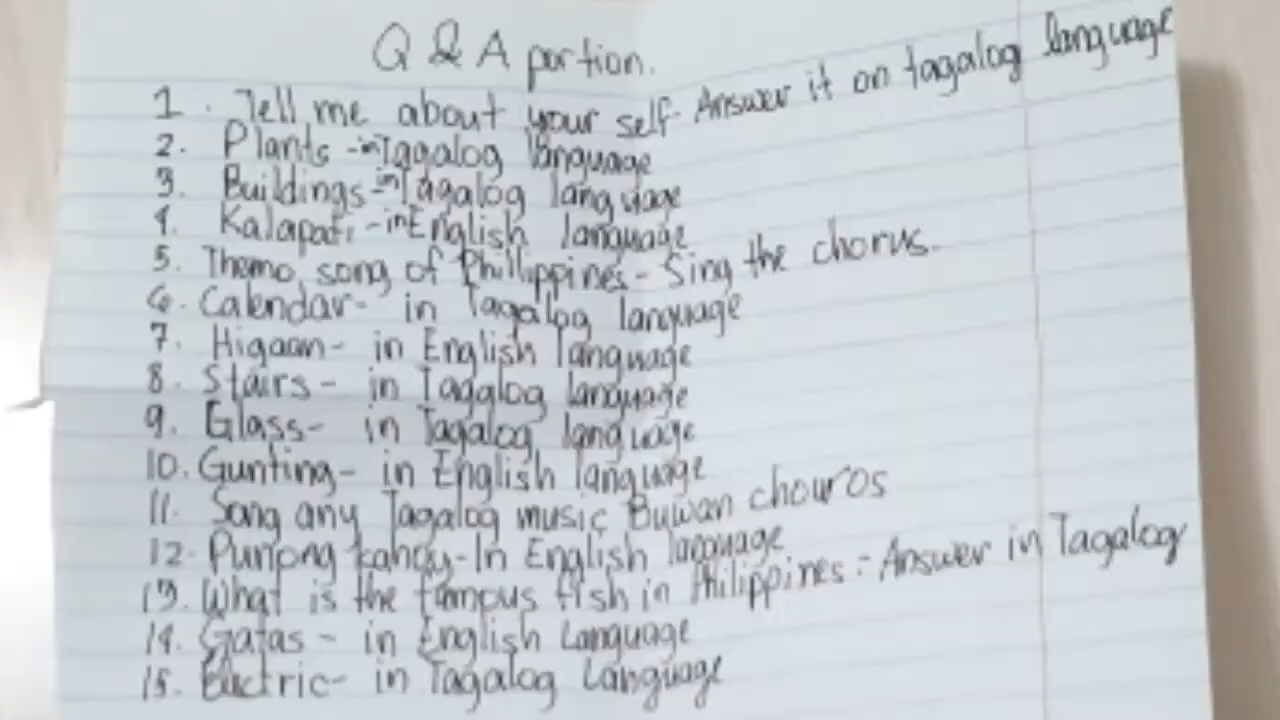 Q & A portion.
1. Tell me about your self- Answer it on tagalog language
2. Plants -in Tagalog language
3. Buildings -in Tagalog language
4. Kalapati -in English language
5. Themo song of Phillippines - Sing the chorus.
6. Calendar- in Tagalog language
7. Higaan- in English language
8. Stairs- in Tagalog language
9. Glass- in Tagalog language
10. Gunting- in English language
11. Song any Tagalog music Buwan chouros
12. Punong kahoy-In English language
13. What is the fampus fish in Philippines:- Answer in Tagalog
14. Gatas - in English Language
15. Electric- in Tagalog Language